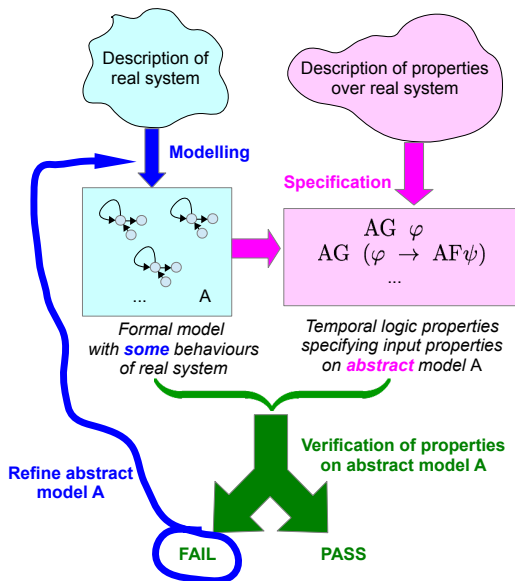 Description of
real system
Description of properties
over real system
Modelling
Specification
... A
AG φ
AG (φ → AFψ)
...
Formal model
with some behaviours
of real system
Temporal logic properties
specifying input properties
on abstract model A
Verification of properties
on abstract model A
Refine abstract
model A
FAIL
PASS